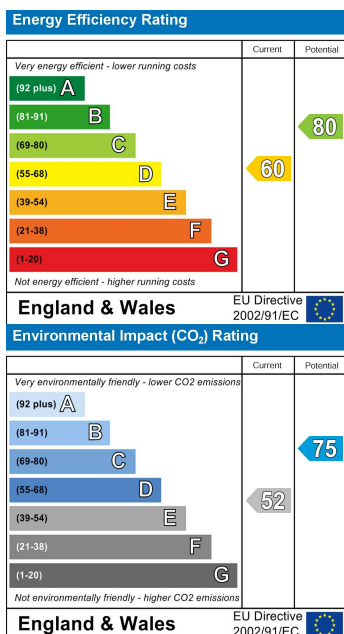 Energy Efficiency Rating
Current Potential
Very energy efficient - lower running costs
(92 plus) A
(81-91) B
(69-80) C
(55-68) D
(39-54) E
(21-38) F
(1-20) G
60
80
Not energy efficient - higher running costs
England & Wales
EU Directive
2002/91/EC
Environmental Impact (CO₂) Rating
Current Potential
Very environmentally friendly - lower CO2 emissions
(92 plus) A
(81-91) B
(69-80) C
(55-68) D
(39-54) E
(21-38) F
(1-20) G
52
75
Not environmentally friendly - higher CO2 emissions
England & Wales
EU Directive
2002/91/EC